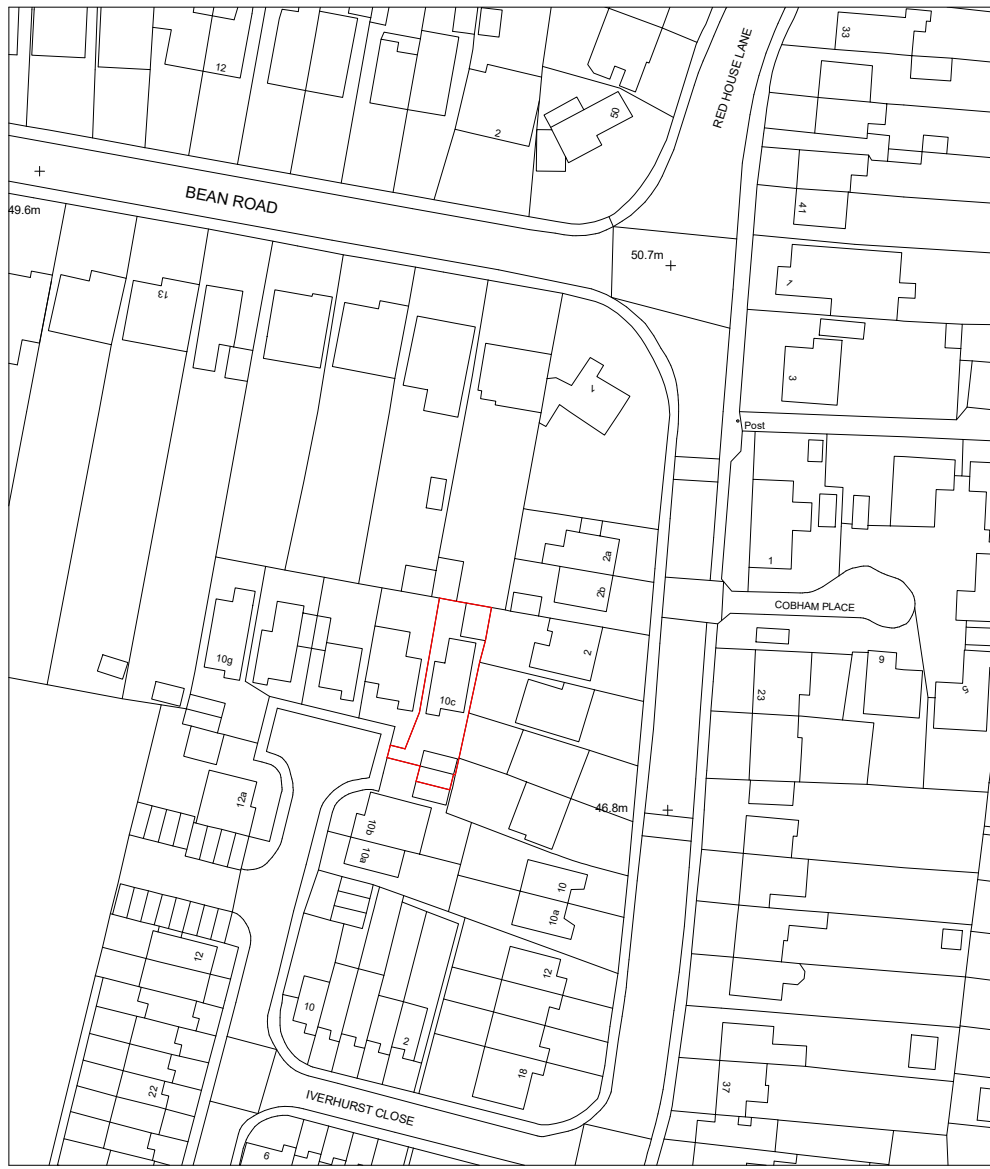 33
12
RED HOUSE LANE
50
2
41
BEAN ROAD
49.6m
50.7m
1
13
3
1
Post
2a
1
2b
COBHAM PLACE
2
9
10g
23
5
10c
12a
46.8m
10b
10a
10
10a
12
12
10
2
18
37
22
IVERHURST CLOSE
6